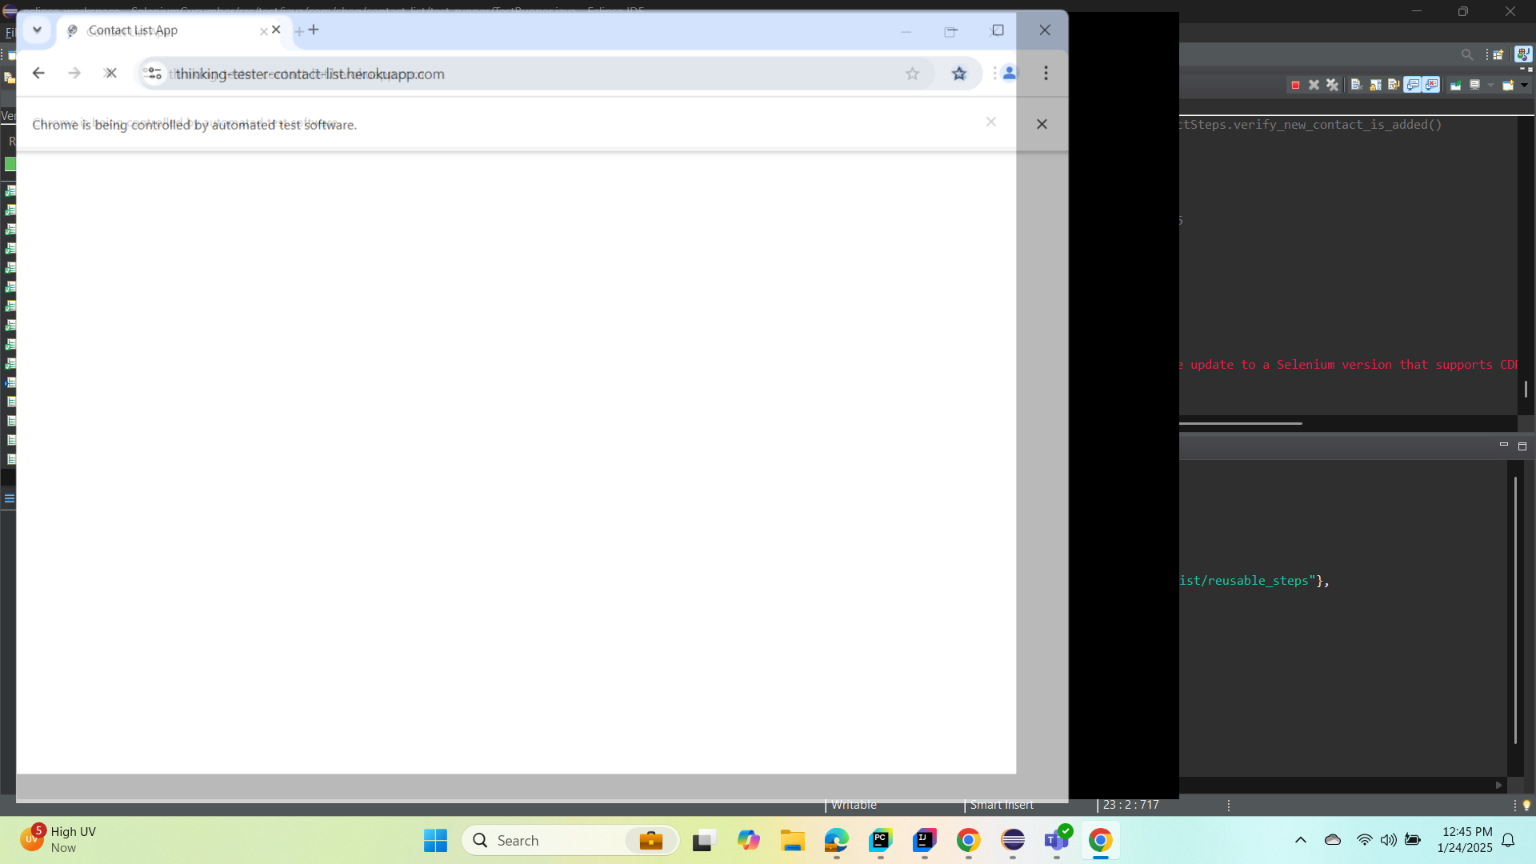 Contact List App
thinking-tester-contact-list.herokuapp.com
Chrome is being controlled by automated test software.
ctSteps.verify_new_contact_is_added()
e update to a Selenium version that supports CD
ist/reusable_steps"},
Writable
Smart Insert
23 : 2 : 717
5
High UV
Now
Search
12:45 PM
1/24/2025